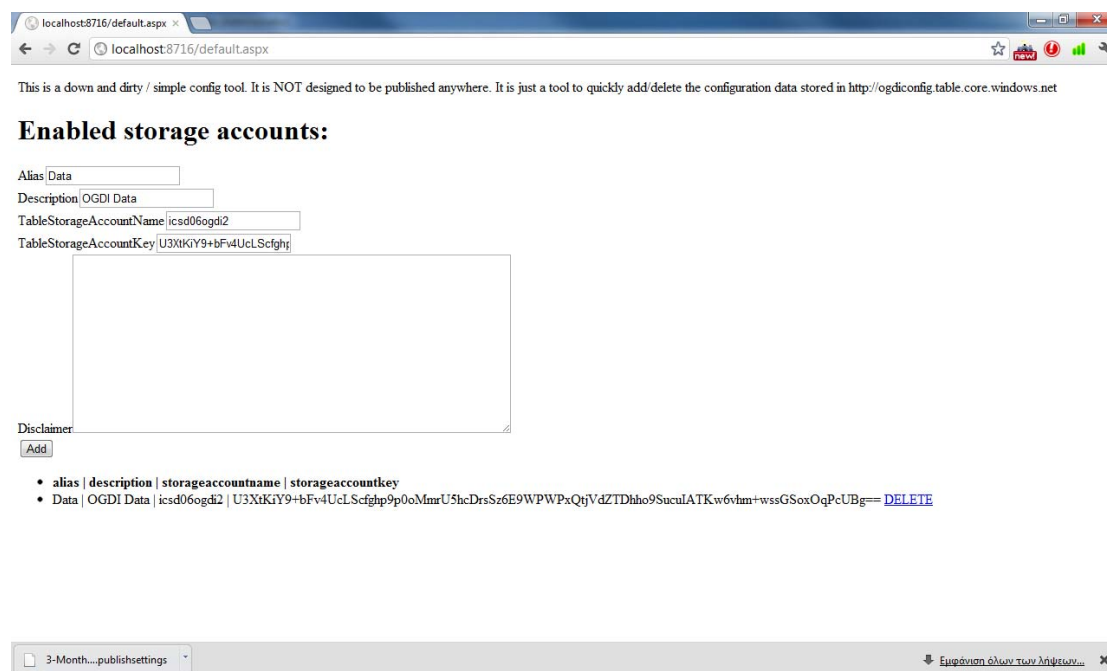 localhost:8716/default.aspx
localhost:8716/default.aspx
new!
This is a down and dirty / simple config tool. It is NOT designed to be published anywhere. It is just a tool to quickly add/delete the configuration data stored in http://ogdiconfig.table.core.windows.net
Enabled storage accounts:
Alias Data
Description OGDI Data
TableStorageAccountName icsd06ogdi2
TableStorageAccountKey U3XtKiY9+bFv4UcLScfghp
Disclaimer
Add
• alias | description | storageaccountname | storageaccountkey
• Data | OGDI Data | icsd06ogdi2 | U3XtKiY9+bFv4UcLScfghp9p0oMmrU5hcDrsSz6E9WPWPxQtjVdZTDhho9SucuIATKw6vhm+wssGSoxOqPcUBg== DELETE
3-Month....publishsettings
Εμφάνιση όλων των λήψεων...